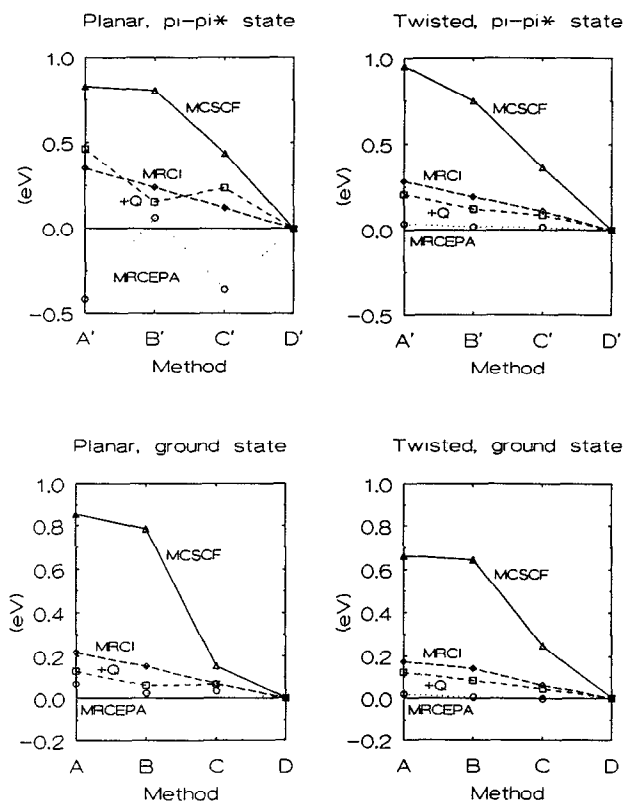 Planar, pi-pi* state
1.0
0.5
0.0
-0.5
(eV)
MCSCF
MRCI
+Q
MRCEPA
A' B' C' D'
Method
Twisted, pi-pi* state
1.0
0.5
0.0
-0.5
(eV)
MCSCF
MRCI
+Q
MRCEPA
A' B' C' D'
Method
Planar, ground state
1.0
0.8
0.6
0.4
0.2
0.0
-0.2
(eV)
MCSCF
MRCI
+Q
MRCEPA
A B C D
Method
Twisted, ground state
1.0
0.8
0.6
0.4
0.2
0.0
-0.2
(eV)
MCSCF
MRCI
+Q
MRCEPA
A B C D
Method